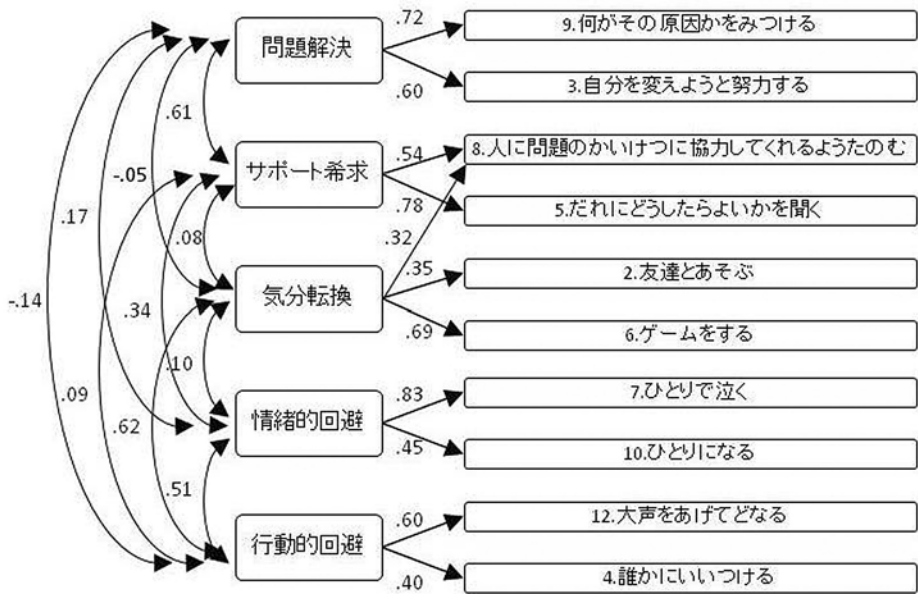 .72
9.何がその原因かをみつける
問題解決
.60
3.自分を変えようと努力する
.61
.54
8.人に問題のかいけつに協力してくれるようたのむ
サポート希求
-.05
.78
5.だれにどうしたらよいかを聞く
.17
.08
.32
.35
2.友達とあそぶ
気分転換
-.14
.34
.69
6.ゲームをする
.10
.83
7.ひとりで泣く
.09
.62
情緒的回避
.45
10.ひとりになる
.51
.60
12.大声をあげてどなる
行動的回避
.40
4.誰かにいいつける